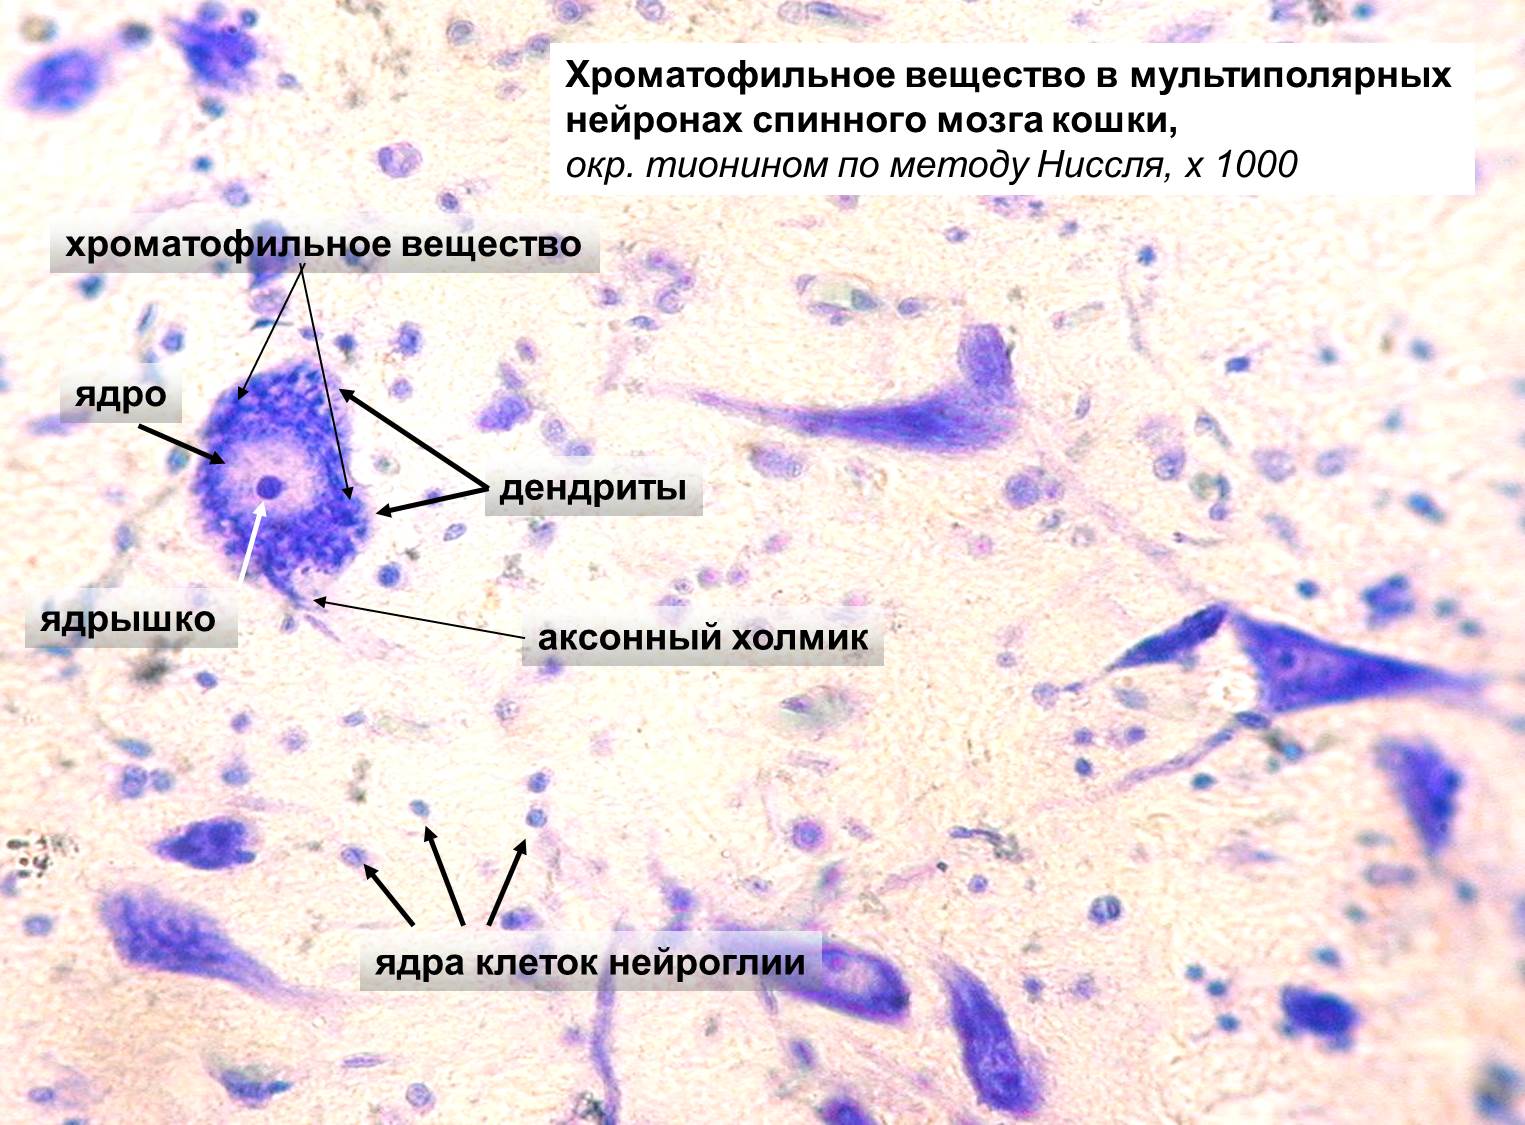 Хроматофильное вещество в мультиполярных
нейронах спинного мозга кошки,
окр. тионином по методу Ниссля, х 1000
хроматофильное вещество
ядро
дендриты
ядрышко
аксонный холмик
ядра клеток нейроглии